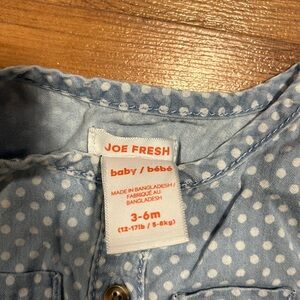 JOE FRESH
baby / bébé
MADE IN BANGLADESH /
FABRIQUÉ AU
BANGLADESH
3-6m
(12-17lb / 5-8kg)